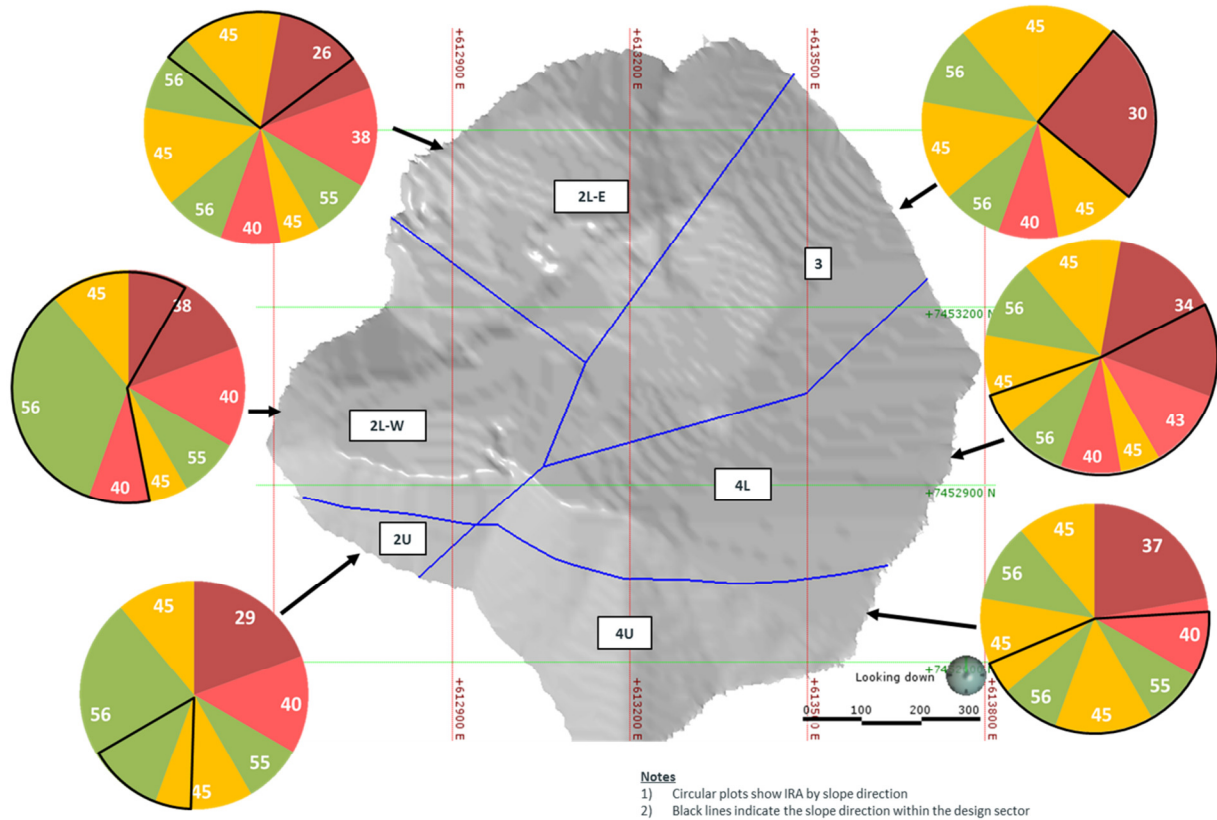 45
26
56
38
45
55
56
45
40
+612900 E
+613200 E
+613500 E
45
56
30
45
45
56
40
2L-E
3
+7453200 N
45
38
40
56
55
45
40
45
34
56
45
43
56
45
40
2L-W
4L
+7452900 N
2U
4U
45
29
40
56
55
45
45
37
56
40
45
55
56
45
Looking down
0 100 200 300
+612900 E
+613200 E
+613500 E
+613800 E
Notes
1) Circular plots show IRA by slope direction
2) Black lines indicate the slope direction within the design sector